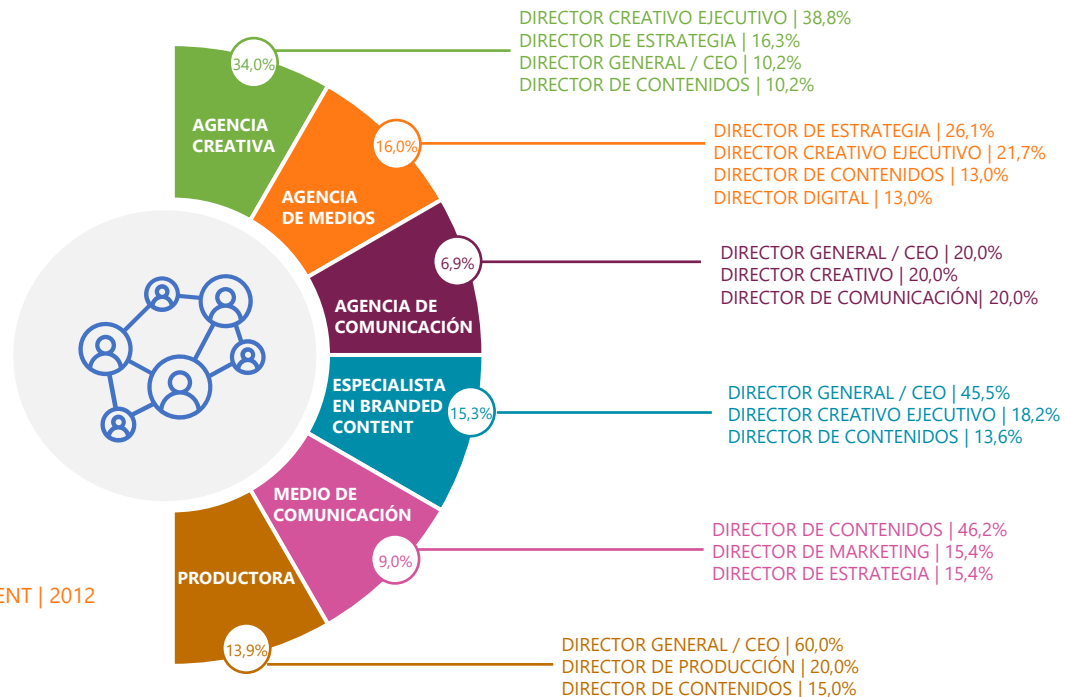 DIRECTOR CREATIVO EJECUTIVO | 38,8%
DIRECTOR DE ESTRATEGIA | 16,3%
DIRECTOR GENERAL / CEO | 10,2%
DIRECTOR DE CONTENIDOS | 10,2%
34,0%
AGENCIA
CREATIVA
DIRECTOR DE ESTRATEGIA | 26,1%
DIRECTOR CREATIVO EJECUTIVO | 21,7%
DIRECTOR DE CONTENIDOS | 13,0%
DIRECTOR DIGITAL | 13,0%
16,0%
AGENCIA
DE MEDIOS
DIRECTOR GENERAL / CEO | 20,0%
DIRECTOR CREATIVO | 20,0%
DIRECTOR DE COMUNICACIÓN| 20,0%
6,9%
AGENCIA DE
COMUNICACIÓN
ESPECIALISTA
EN BRANDED
CONTENT
15,3%
DIRECTOR GENERAL / CEO | 45,5%
DIRECTOR CREATIVO EJECUTIVO | 18,2%
DIRECTOR DE CONTENIDOS | 13,6%
MEDIO DE
COMUNICACIÓN
9,0%
DIRECTOR DE CONTENIDOS | 46,2%
DIRECTOR DE MARKETING | 15,4%
DIRECTOR DE ESTRATEGIA | 15,4%
PRODUCTORA
ENT | 2012
13,9%
DIRECTOR GENERAL / CEO | 60,0%
DIRECTOR DE PRODUCCIÓN | 20,0%
DIRECTOR DE CONTENIDOS | 15,0%